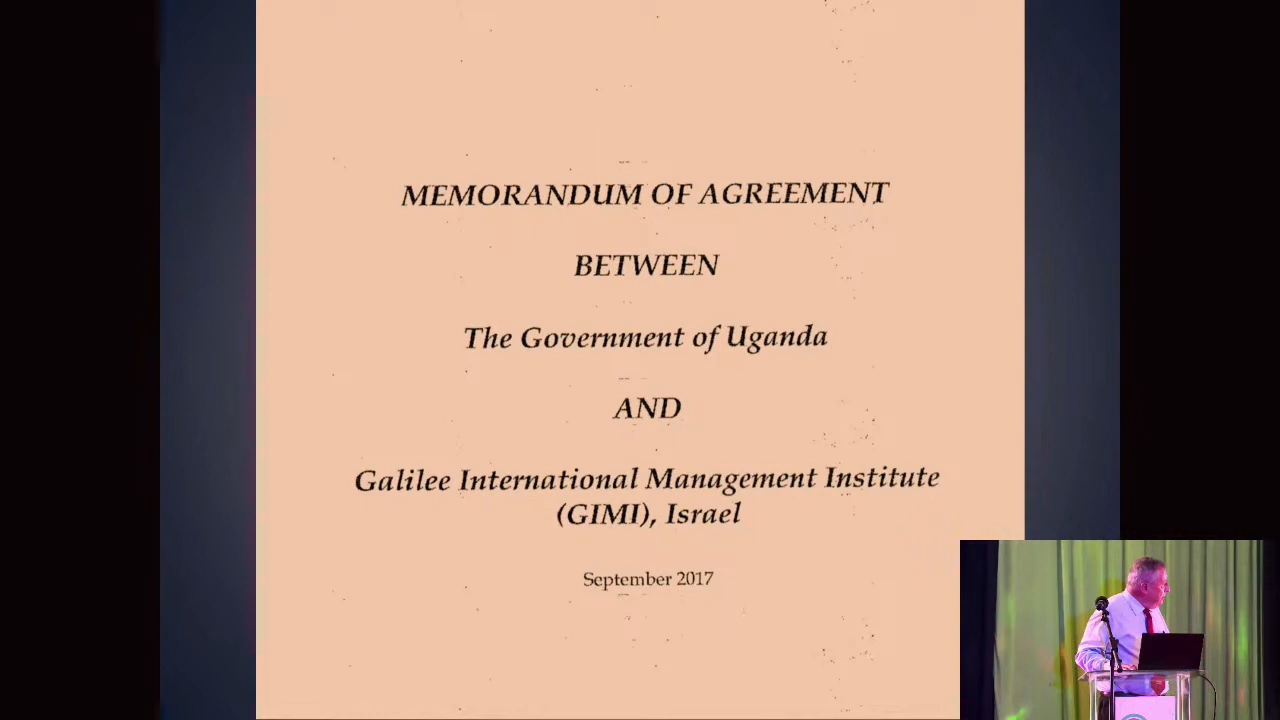 MEMORANDUM OF AGREEMENT
BETWEEN
The Government of Uganda
AND
Galilee International Management Institute
(GIMI), Israel
September 2017